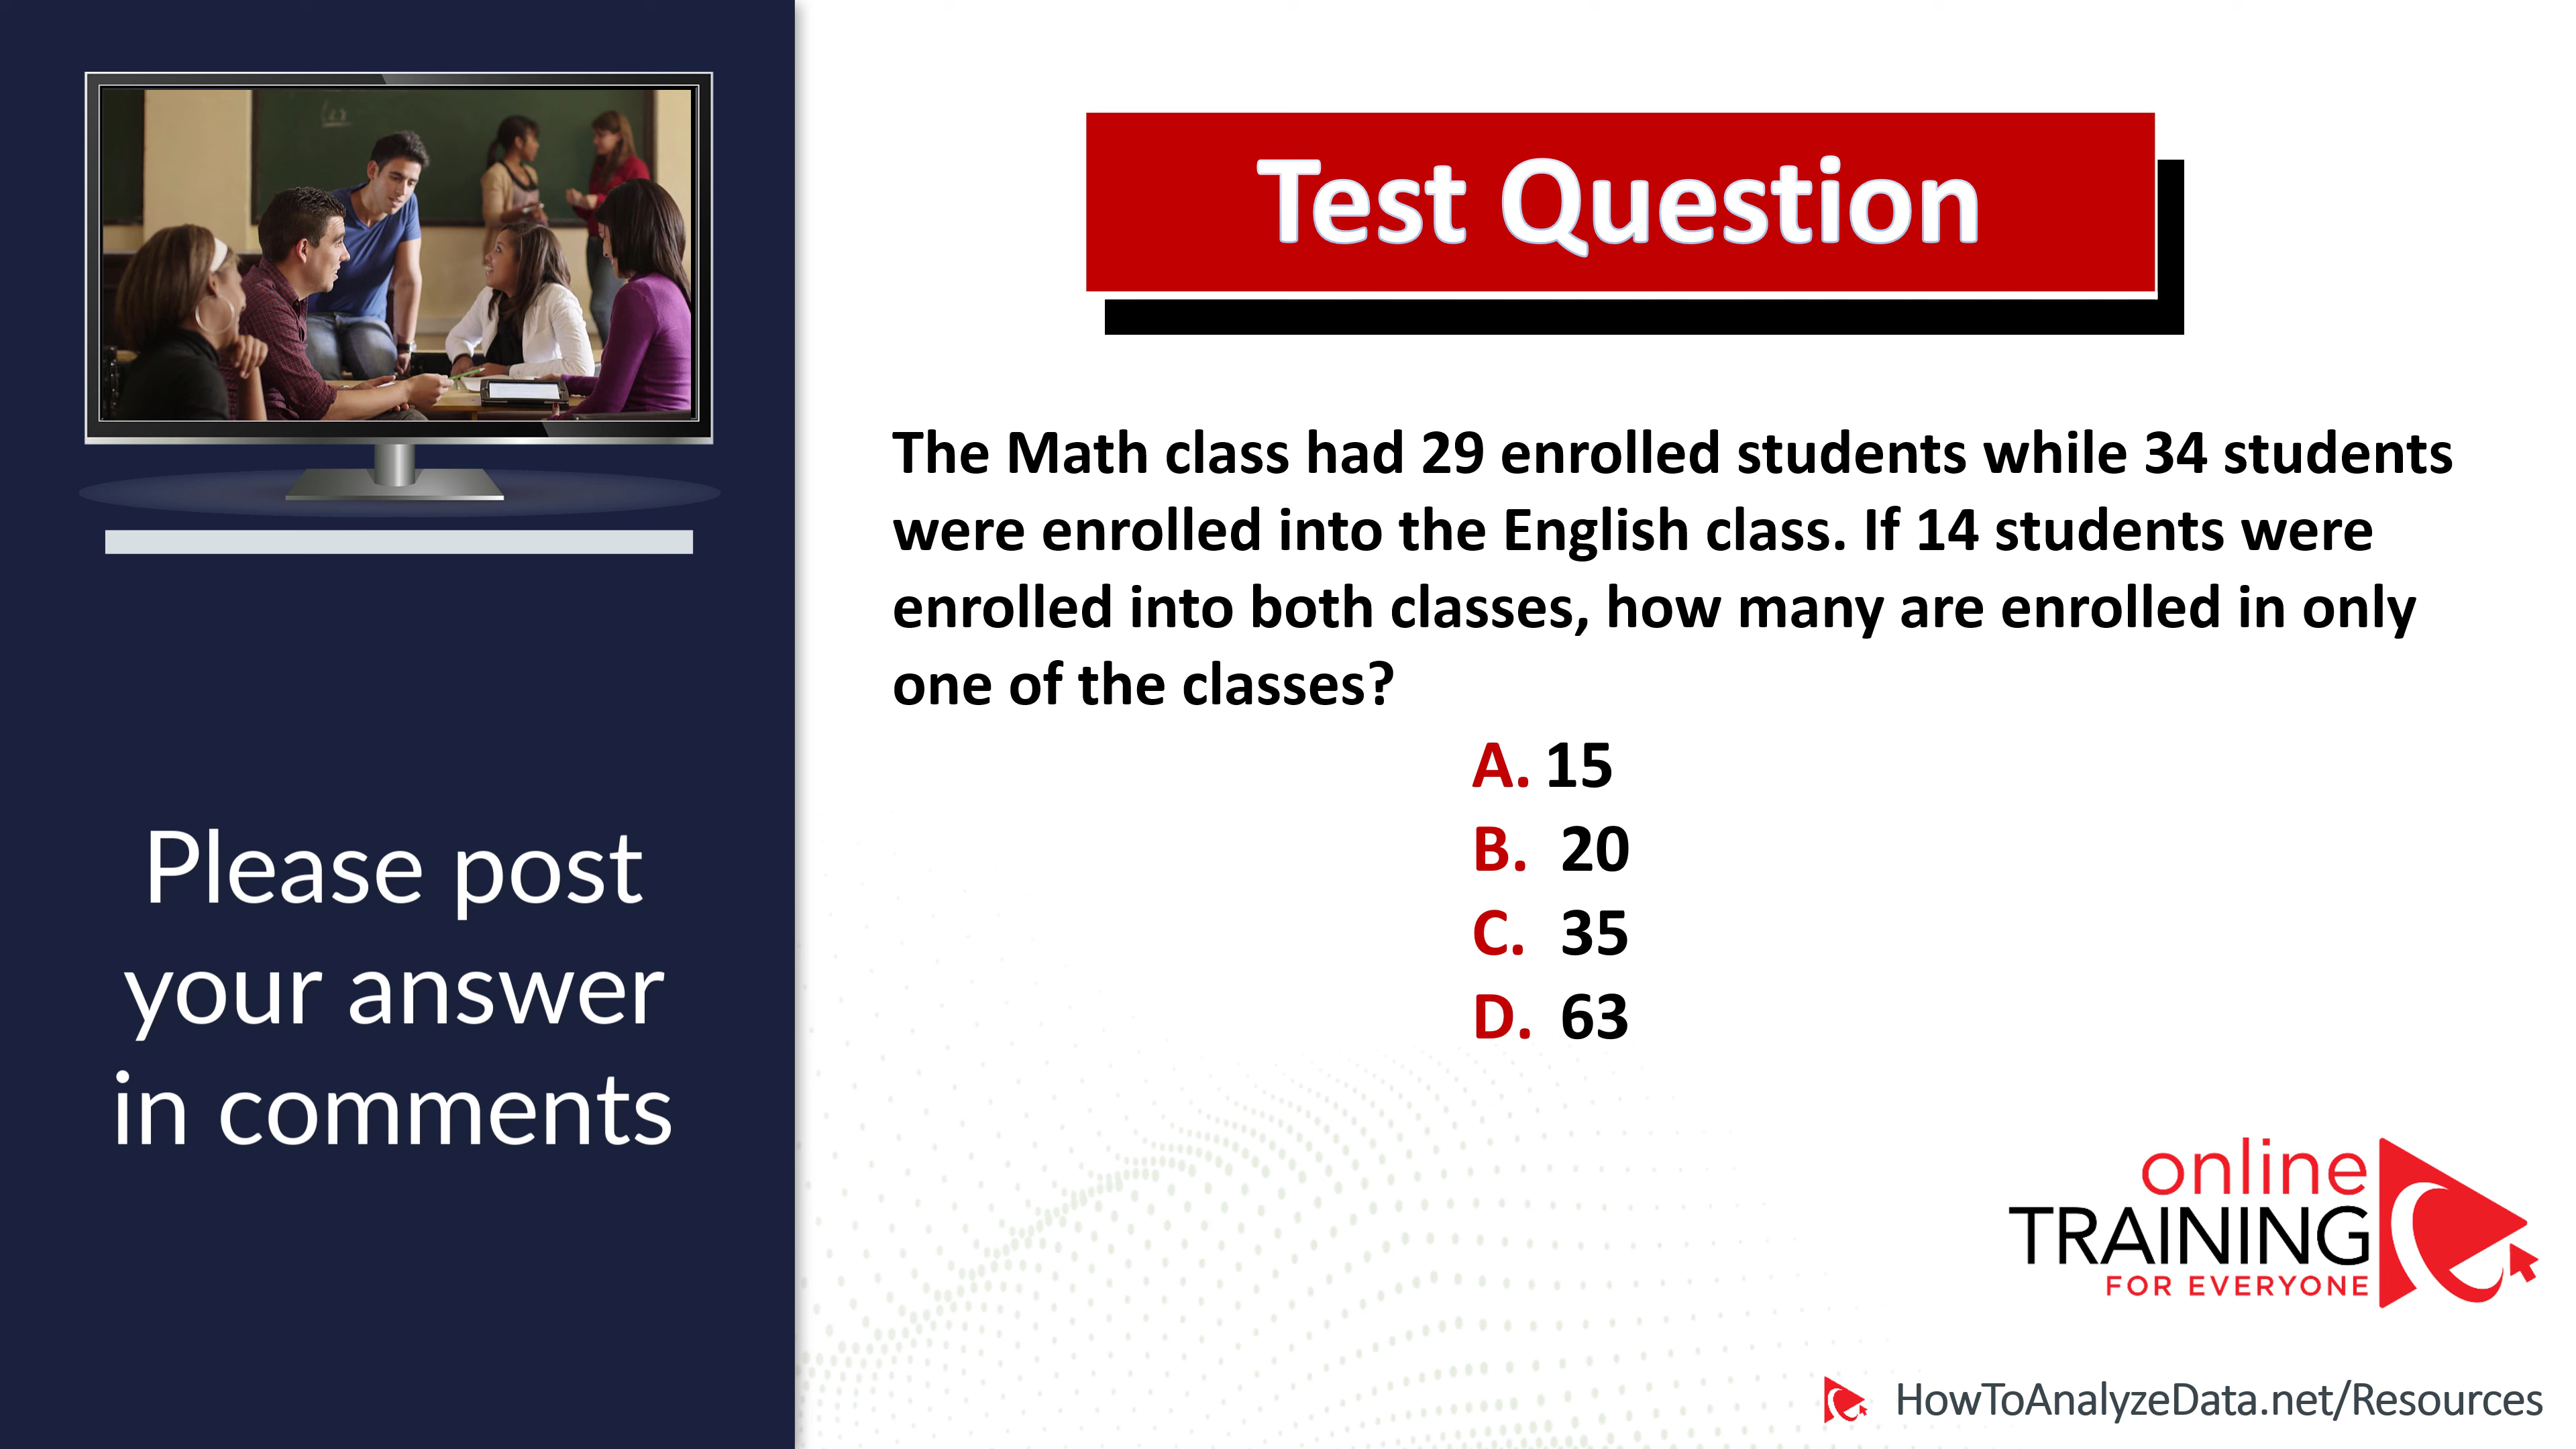 Test Question
The Math class had 29 enrolled students while 34 students
were enrolled into the English class. If 14 students were
enrolled into both classes, how many are enrolled in only
one of the classes?
A. 15
B. 20
C. 35
D. 63
Please post
your answer
in comments
online
TRAINING
FOR EVERYONE
HowToAnalyzeData.net/Resources